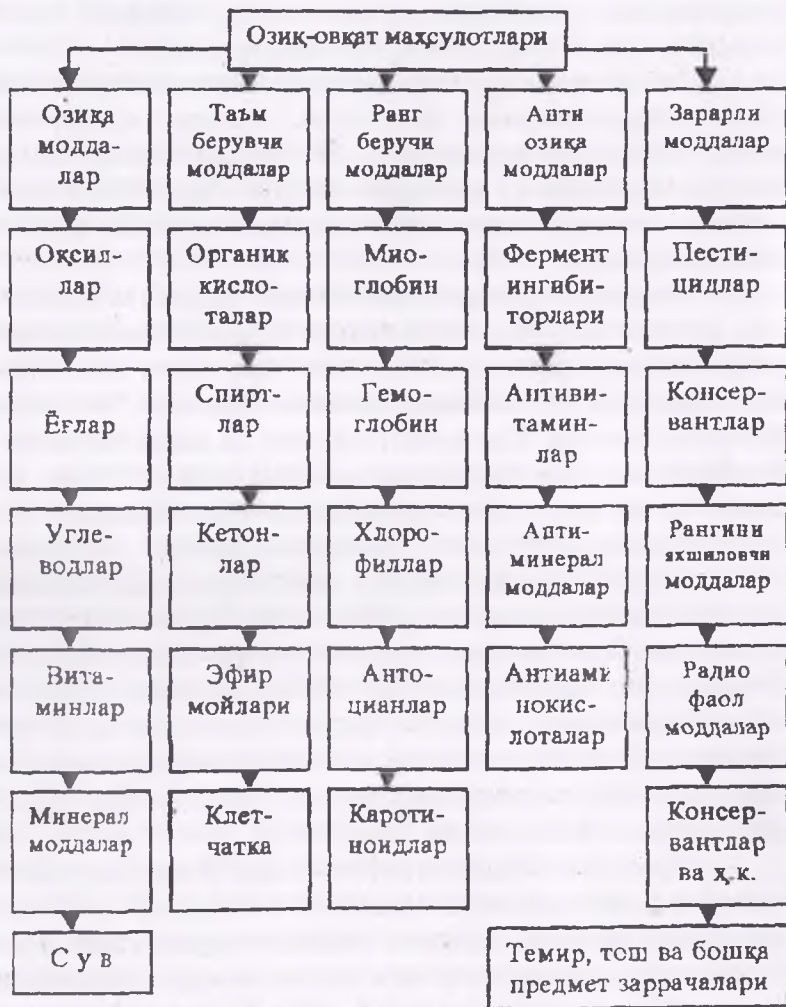 Озиқ-овқат маҳсулотлари
Озиқа
модда-
лар
Таъм
берувчи
моддалар
Ранг
беручи
моддалар
Анти
озиқа
моддалар
Зарарли
моддалар
Оқсил-
лар
Органик
кисло-
талар
Мио-
глобин
Фермент
ингиби-
торлари
Пести-
цидлар
Ёғлар
Спирт-
лар
Гемо-
глобин
Антиви-
тамин-
лар
Консер-
вантлар
Угле-
водлар
Кетон-
лар
Хлоро-
филлар
Анти-
минерал
моддалар
Рангини
яхшиловчи
моддалар
Вита-
минлар
Эфир
мойлари
Анто-
цианлар
Антиами
нокис-
лоталар
Радио
фаол
моддалар
Минерал
моддалар
Клет-
чатка
Кароти-
ноидлар
Консер-
вантлар
ва ҳ.к.
Сув
Темир, тош ва бошқа
предмет заррачалари